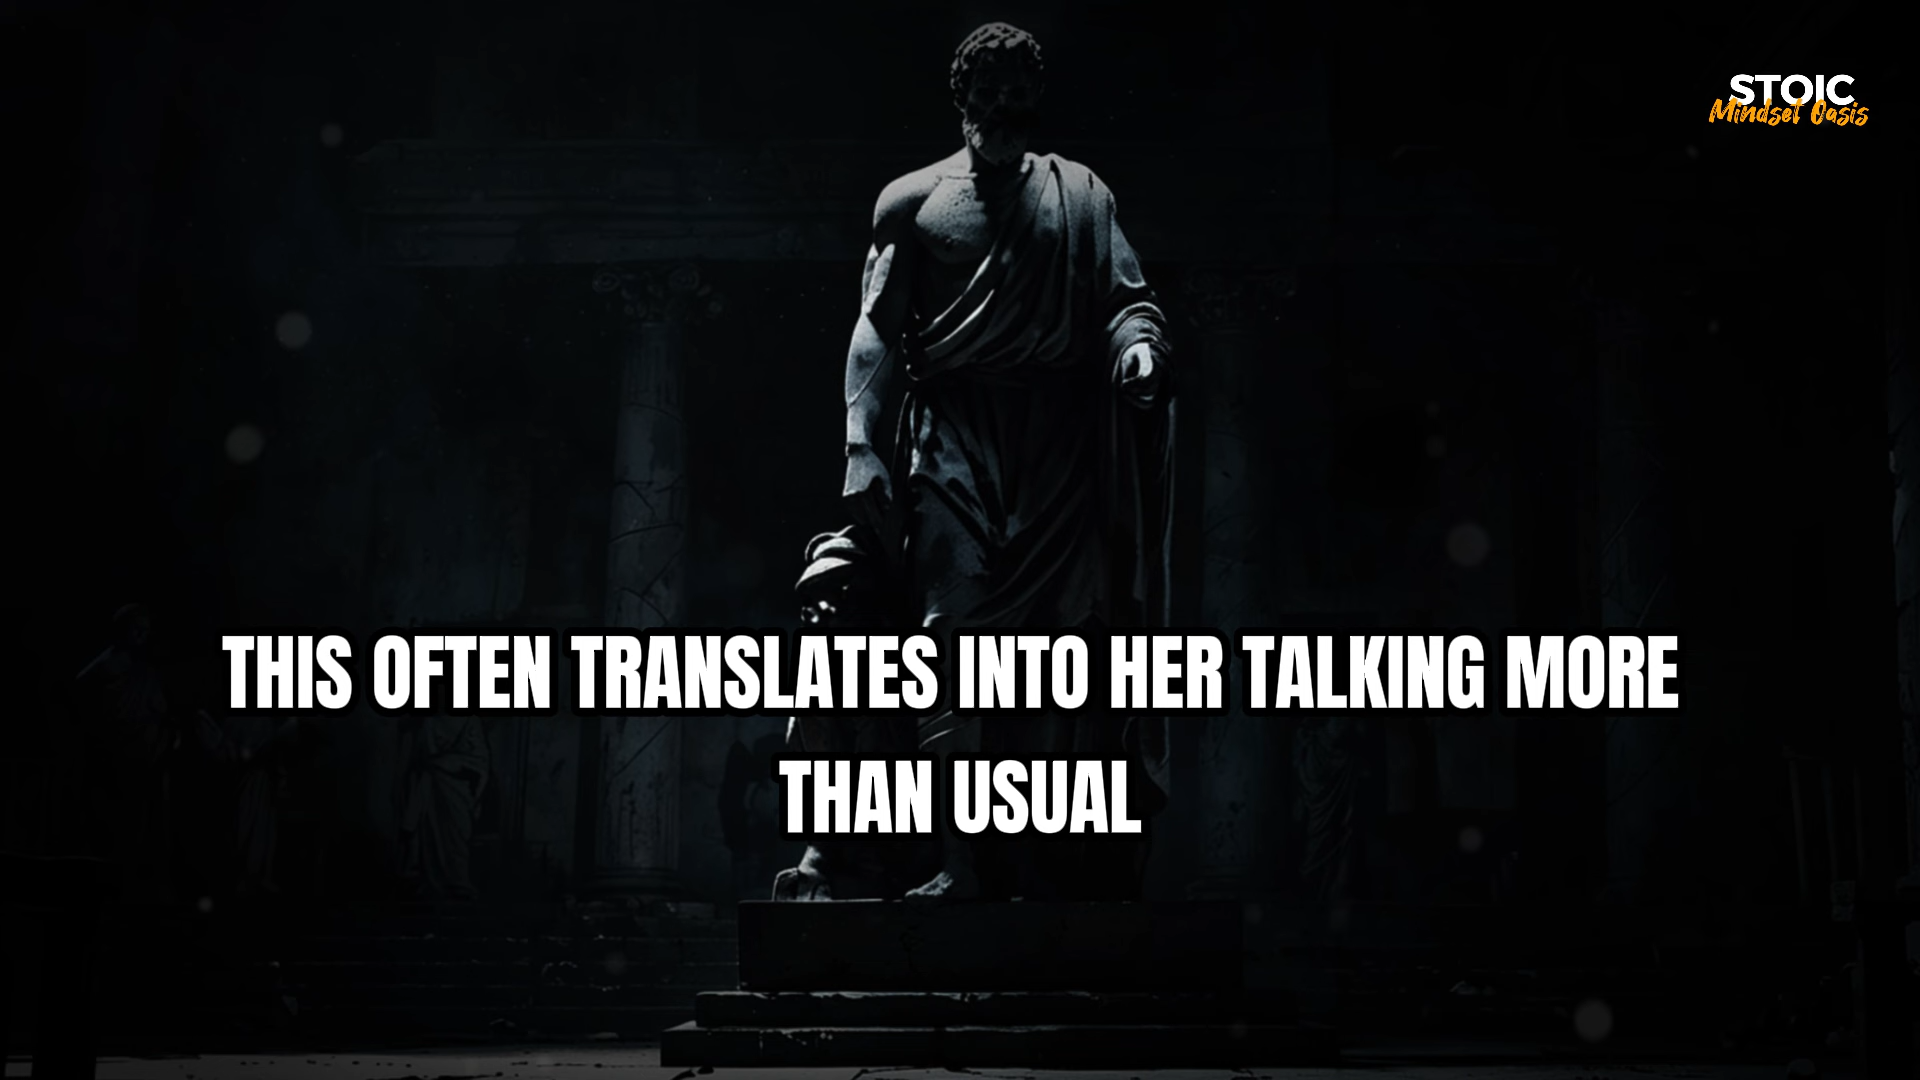 STOIC
Mindset Oasis
THIS OFTEN TRANSLATES INTO HER TALKING MORE
THAN USUAL